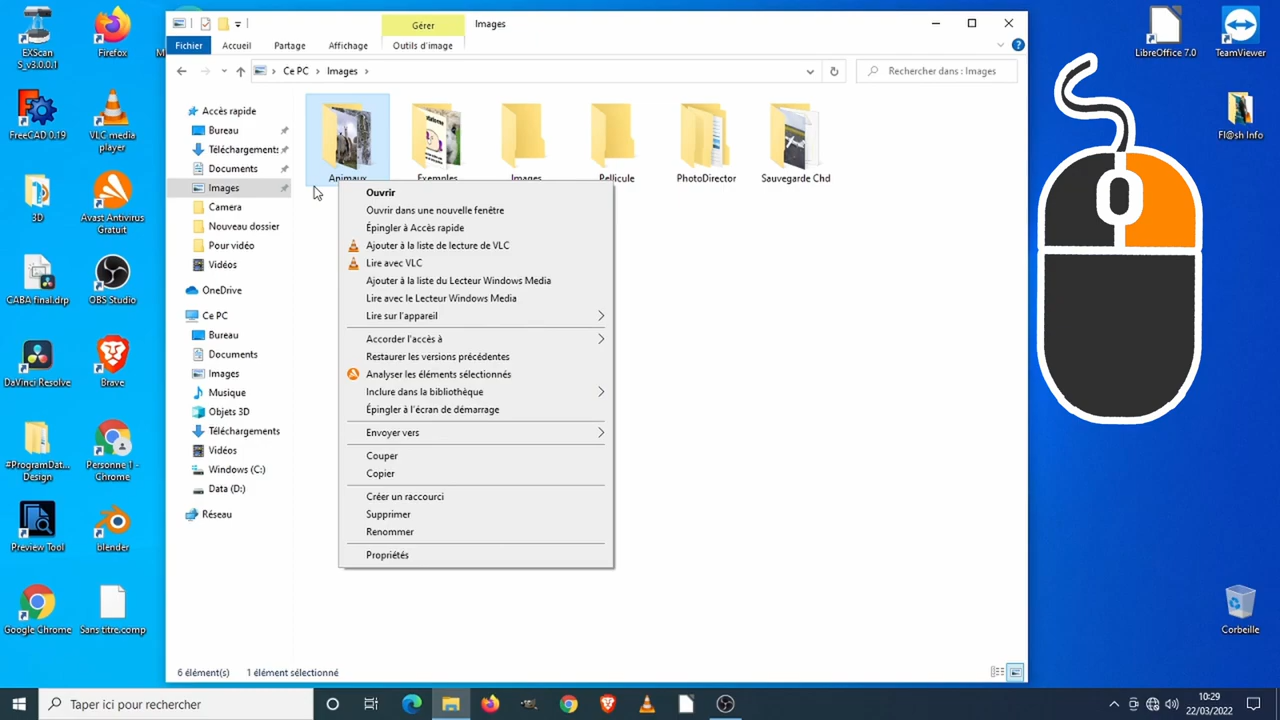 EXScan
S_v3.0.0.1
Firefox
FreeCAD 0.19
VLC media
player
3D
Avast Antivirus
Gratuit
CABA final.drp
OBS Studio
DaVinci Resolve
Brave
#ProgramDat...
Design
Personne 1 -
Chrome
Preview Tool
blender
Google Chrome
Sans titre.comp
Gérer
Images
Fichier
Accueil
Partage
Affichage
Outils d'image
Ce PC
Images
Rechercher dans : Images
Accès rapide
Bureau
Téléchargements
Documents
Images
Camera
Nouveau dossier
Pour vidéo
Vidéos
OneDrive
Ce PC
Bureau
Documents
Images
Musique
Objets 3D
Téléchargements
Vidéos
Windows (C:)
Data (D:)
Réseau
Animaux
Exemples
Images
Pellicule
PhotoDirector
Sauvegarde Chd
Ouvrir
Ouvrir dans une nouvelle fenêtre
Épingler à Accès rapide
Ajouter à la liste de lecture de VLC
Lire avec VLC
Ajouter à la liste du Lecteur Windows Media
Lire avec le Lecteur Windows Media
Lire sur l'appareil
Accorder l'accès à
Restaurer les versions précédentes
Analyser les éléments sélectionnés
Inclure dans la bibliothèque
Épingler à l'écran de démarrage
Envoyer vers
Couper
Copier
Créer un raccourci
Supprimer
Renommer
Propriétés
6 élément(s)
1 élément sélectionné
LibreOffice 7.0
TeamViewer
Fl@sh Info
Corbeille
Taper ici pour rechercher
10:29
22/03/2022